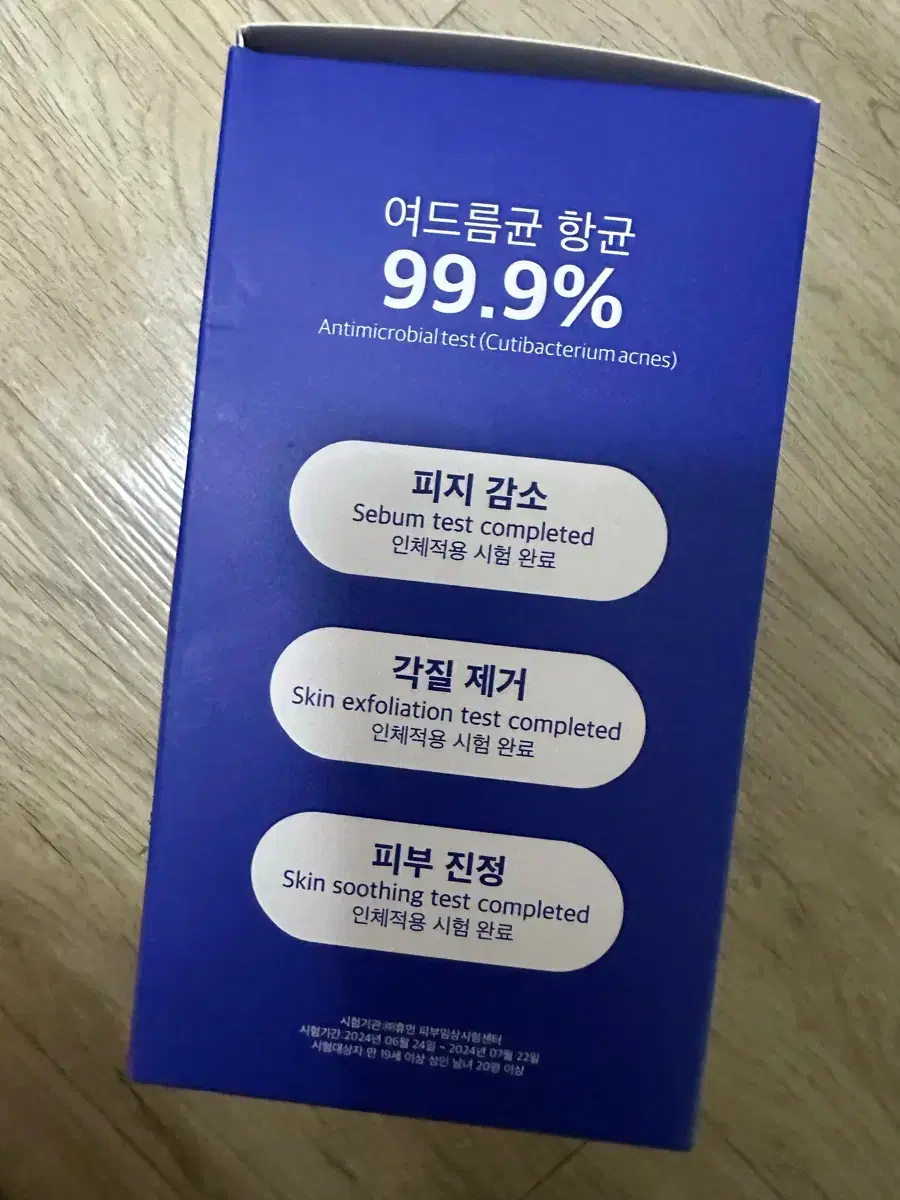 여드름균 항균
99.9%
Antimicrobial test (Cutibacterium acnes)
피지 감소
Sebum test completed
인체적용 시험 완료
각질 제거
Skin exfoliation test completed
인체적용 시험 완료
피부 진정
Skin soothing test completed
인체적용 시험 완료
시험기관:㈜휴먼 피부임상시험센터
시험기간:2024년 06월 24일 ~ 2024년 07월 22일
시험대상자 만 19세 이상 성인 남녀 20명 이상